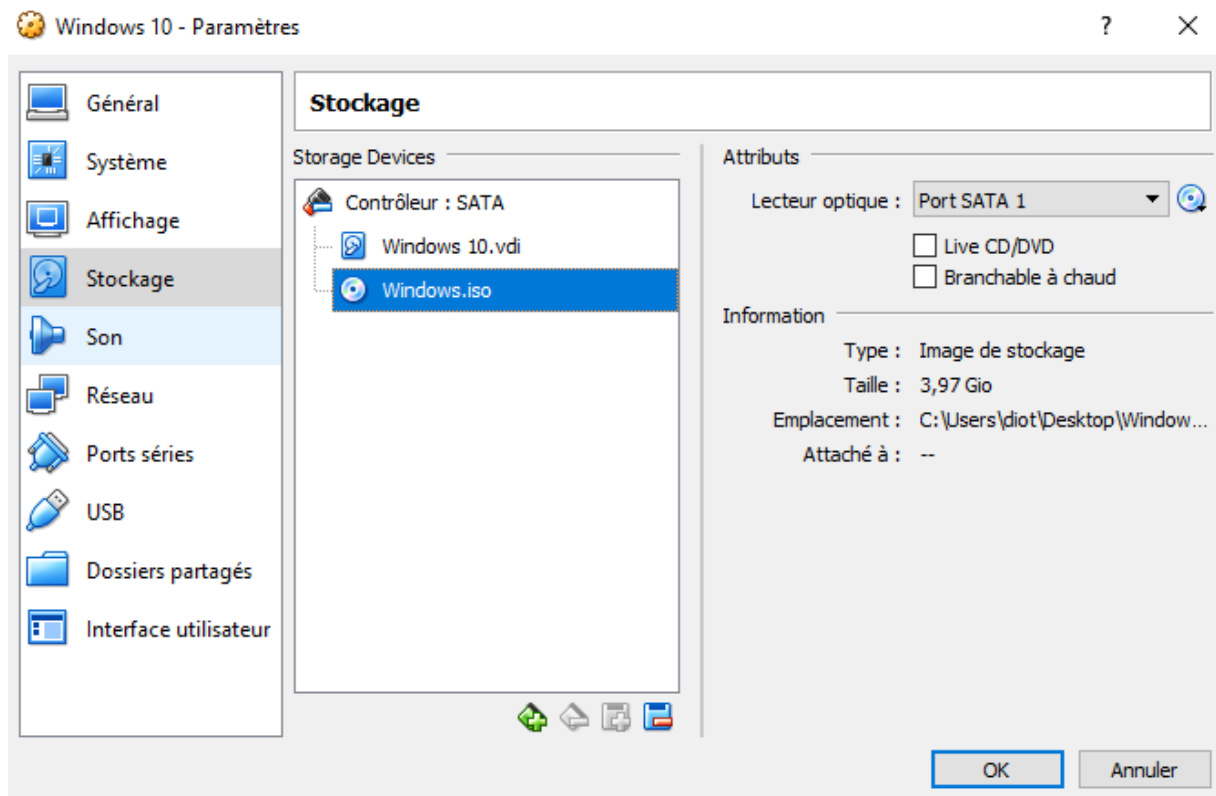 Windows 10 - Paramètres
?
Général
Système
Affichage
Stockage
Son
Réseau
Ports séries
USB
Dossiers partagés
Interface utilisateur
Stockage
Storage Devices
Contrôleur : SATA
Windows 10.vdi
Windows.iso
Attributs
Lecteur optique : Port SATA 1
Live CD/DVD
Branchable à chaud
Information
Type : Image de stockage
Taille : 3,97 Gio
Emplacement : C:\Users\diot\Desktop\Window...
Attaché à : --
OK
Annuler